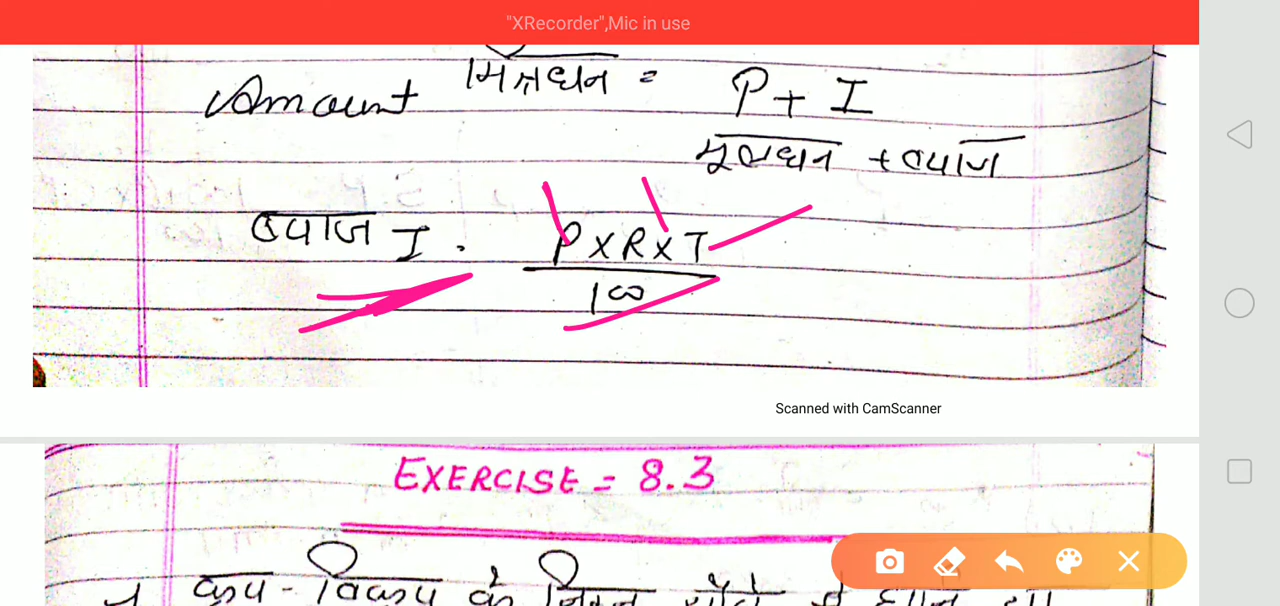 "XRecorder",Mic in use
Amount मिश्रधन = P + I
मूलधन + ब्याज
ब्याज I . P X R X T
100
Scanned with CamScanner
EXERCISE = 8.3
क्रय - विक्रय के